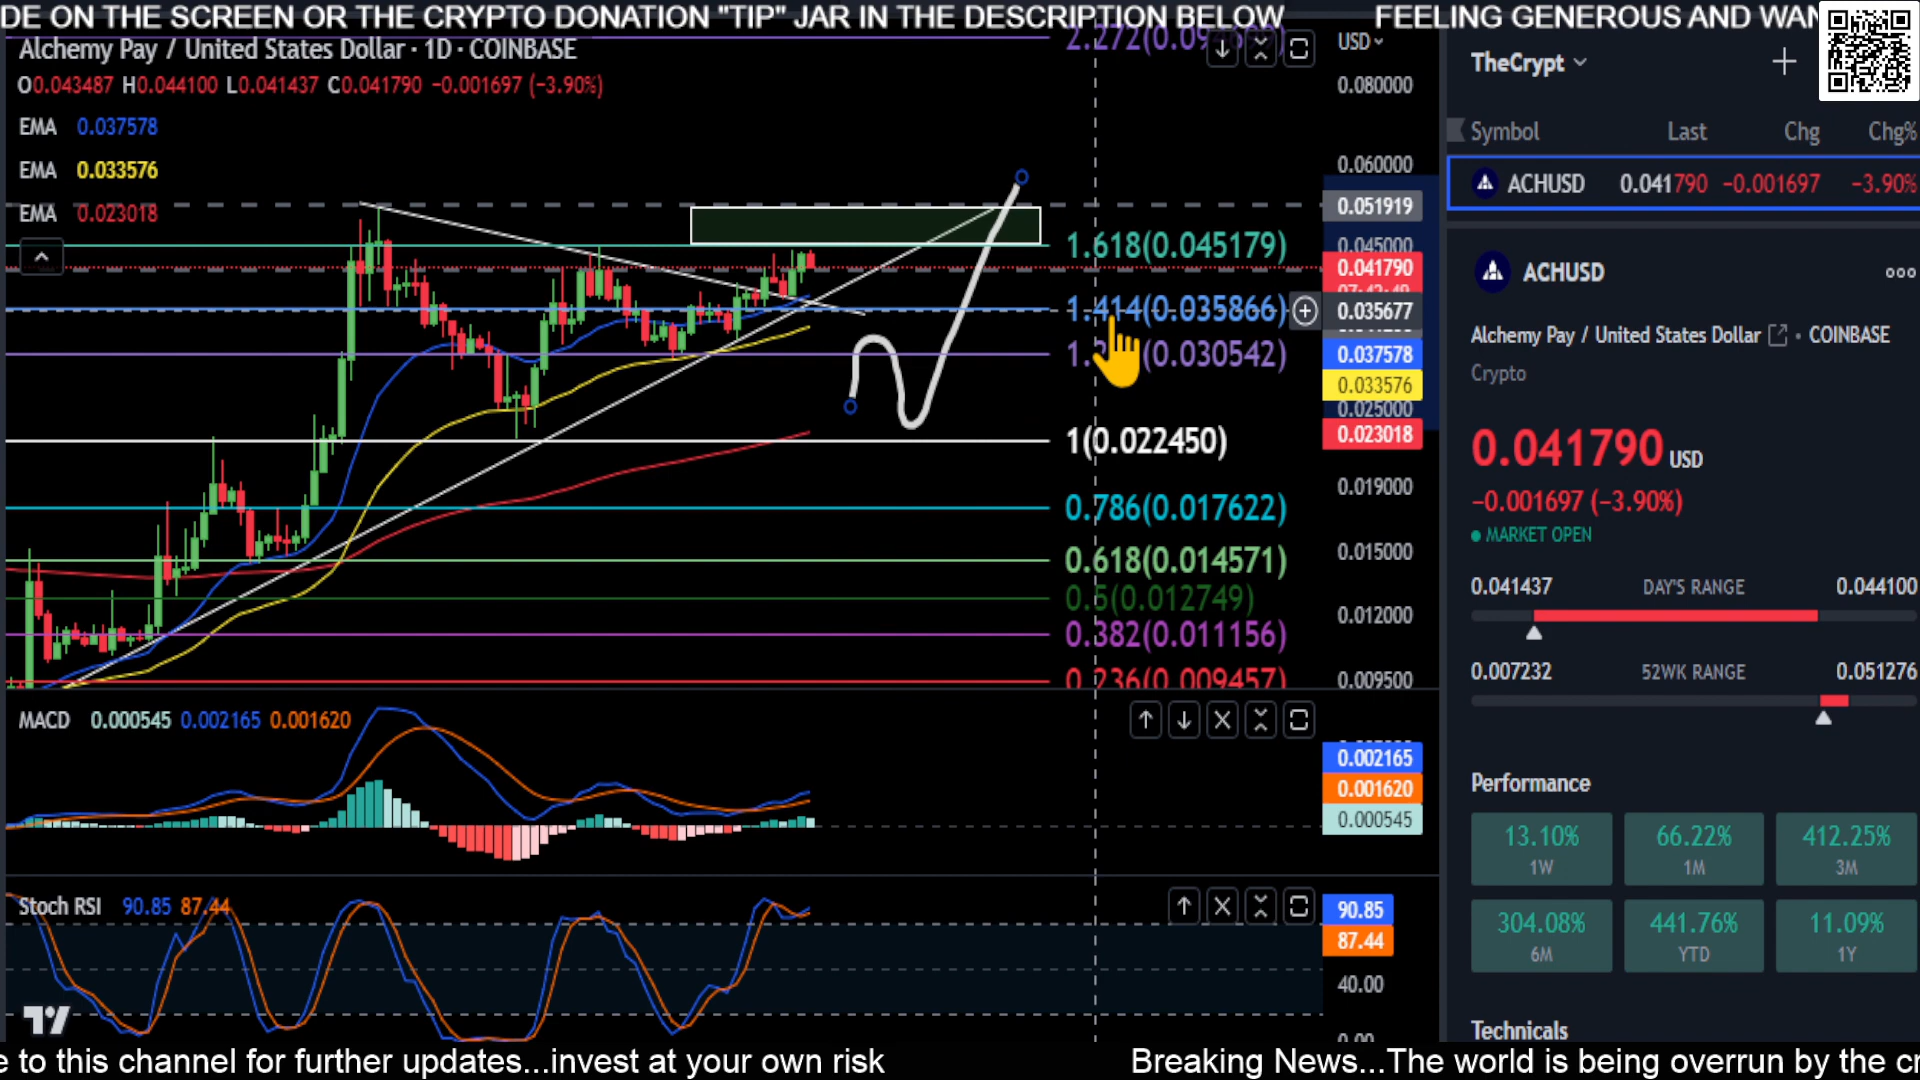 DE ON THE SCREEN OR THE CRYPTO DONATION "TIP" JAR IN THE DESCRIPTION BELOW FEELING GENEROUS AND WAN
Alchemy Pay / United States Dollar · 1D · COINBASE
O0.043487 H0.044100 L0.041437 C0.041790 −0.001697 (−3.90%)
EMA 0.037578
EMA 0.033576
EMA 0.023018
1.618(0.045179)
1.414(0.035866)
(0.030542)
1(0.022450)
0.786(0.017622)
0.618(0.014571)
0.5(0.012749)
0.382(0.011156)
0.236(0.009457)
USD
0.080000
0.060000
0.051919
0.045000
0.041790
0.035677
0.037578
0.033576
0.025000
0.023018
0.019000
0.015000
0.012000
0.009500
MACD 0.000545 0.002165 0.001620
0.002165
0.001620
0.000545
Stoch RSI 90.85 87.44
90.85
87.44
40.00
0.00
TheCrypt
Symbol Last Chg Chg%
ACHUSD 0.041790 −0.001697 −3.90%
ACHUSD
Alchemy Pay / United States Dollar · COINBASE
Crypto
0.041790 USD
−0.001697 (−3.90%)
MARKET OPEN
0.041437 DAY'S RANGE 0.044100
0.007232 52WK RANGE 0.051276
Performance
13.10% 66.22% 412.25%
1W 1M 3M
304.08% 441.76% 11.09%
6M YTD 1Y
Technicals
e to this channel for further updates...invest at your own risk Breaking News...The world is being overrun by the cr